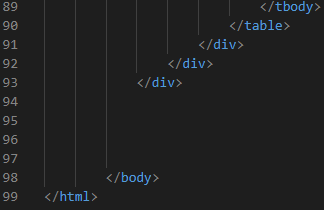 89 </tbody>
90 </table>
91 </div>
92 </div>
93 </div>
94
95
96
97
98 </body>
99 </html>